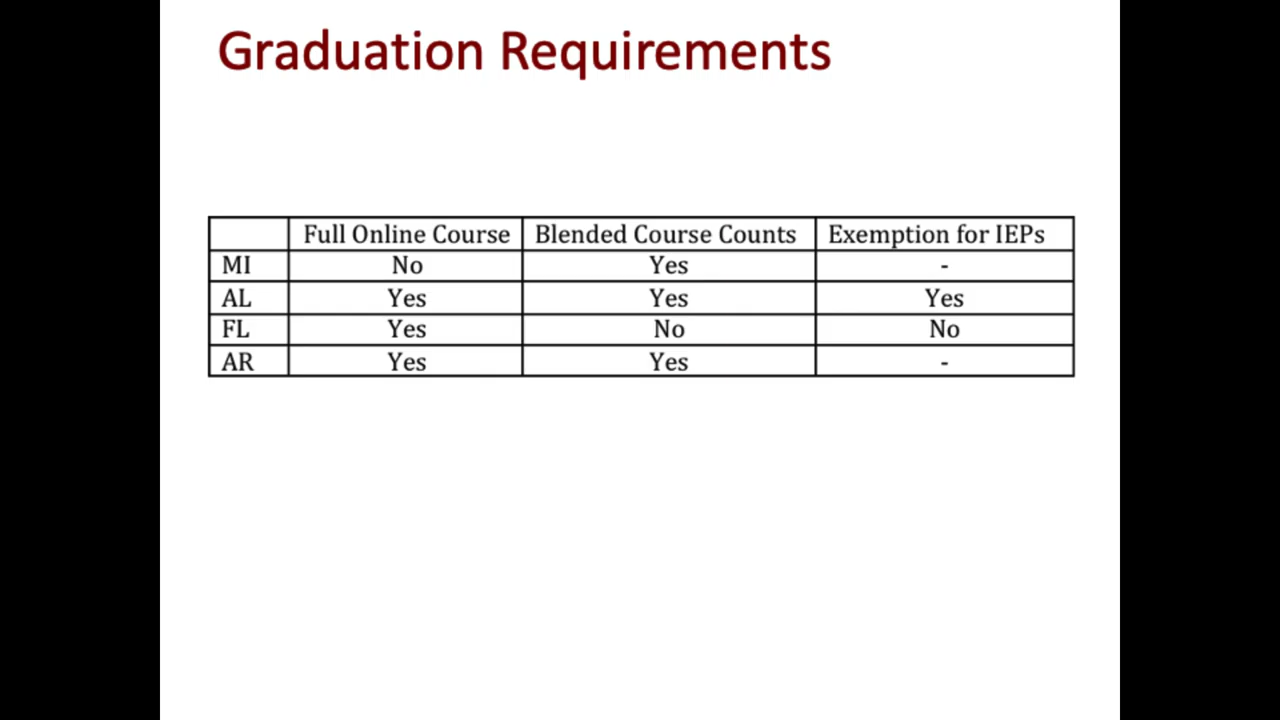 Graduation Requirements
Full Online Course Blended Course Counts Exemption for IEPs
MI No Yes -
AL Yes Yes Yes
FL Yes No No
AR Yes Yes -